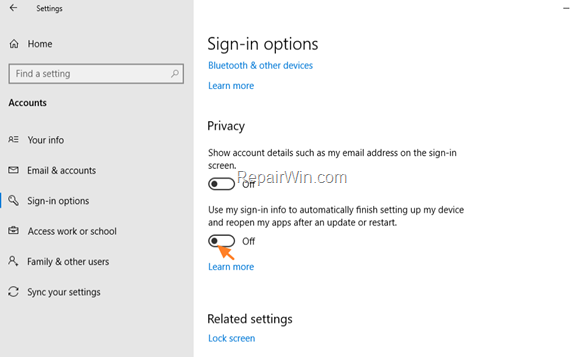 Settings
Home
Find a setting
Accounts
Your info
Email & accounts
Sign-in options
Access work or school
Family & other users
Sync your settings
Sign-in options
Bluetooth & other devices
Learn more
Privacy
Show account details such as my email address on the sign-in
screen.
Off
RepairWin.com
Use my sign-in info to automatically finish setting up my device
and reopen my apps after an update or restart.
Off
Learn more
Related settings
Lock screen